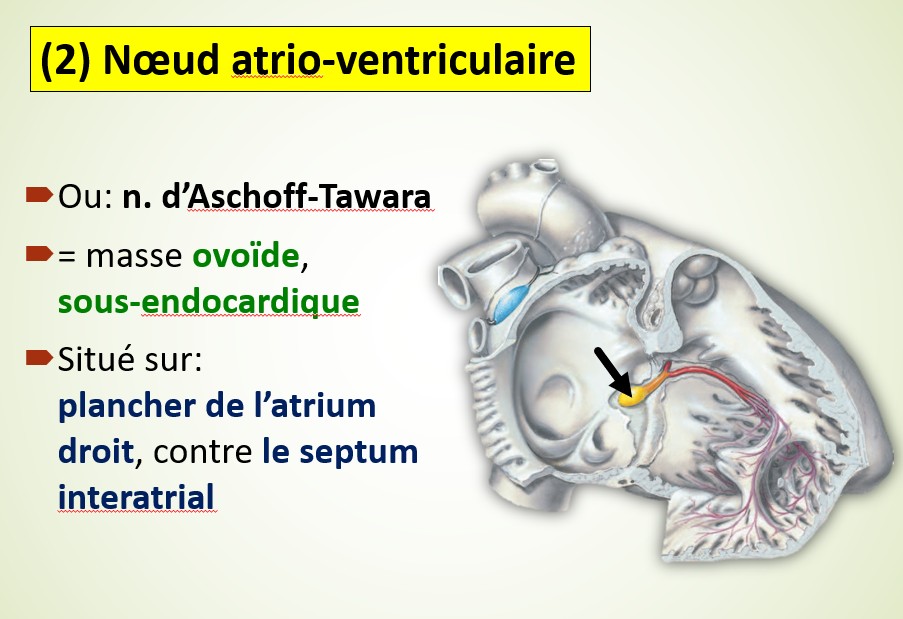 (2) Nœud atrio-ventriculaire
Ou: n. d’Aschoff-Tawara
= masse ovoïde,
sous-endocardique
Situé sur:
plancher de l’atrium
droit, contre le septum
interatrial